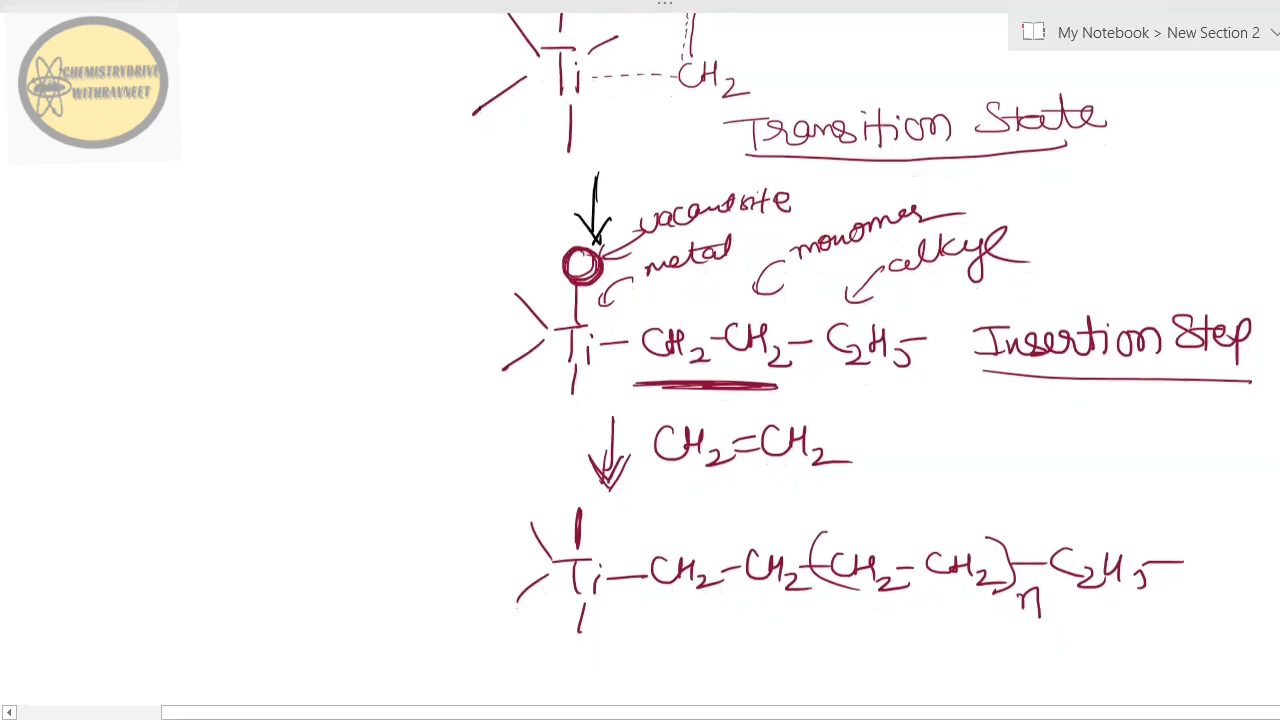 My Notebook > New Section 2
CHEMISTRYDRIVE
WITHRAVNEET
Ti CH2
Transition State
vacant site
metal
monomer
alkyl
Ti - CH2 - CH2 - C2H5 - Insertion Step
CH2=CH2
Ti - CH2 - CH2 (CH2 - CH2)n - C2H5 -